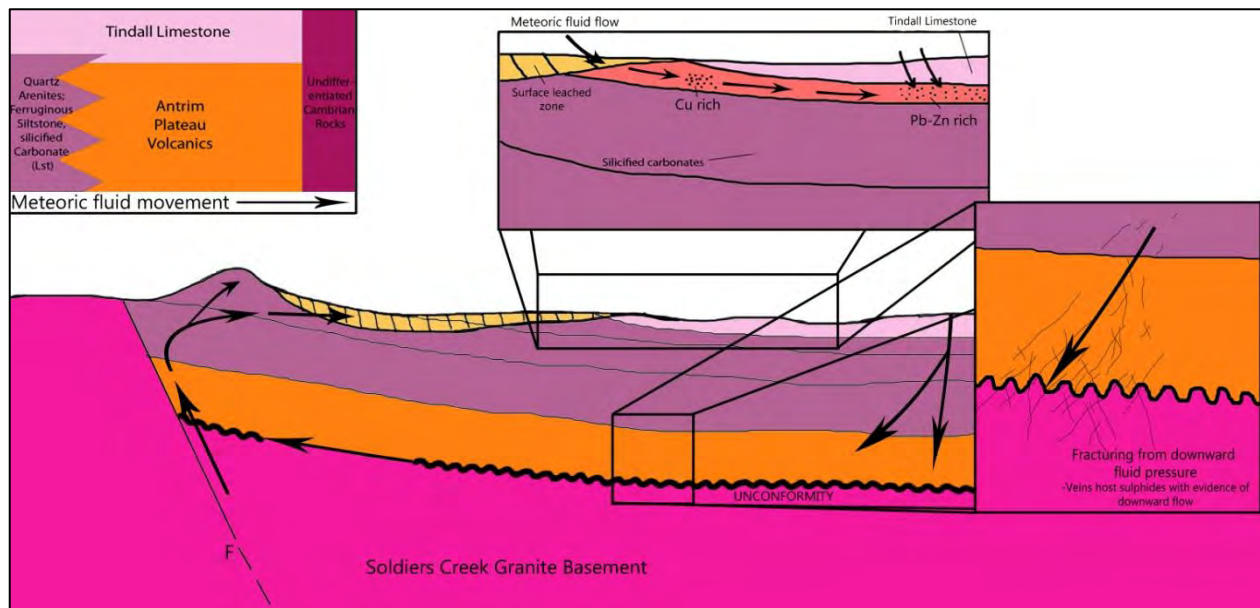 Tindall Limestone
Quartz
Arenites;
Ferruginous
Siltstone,
silicified
Carbonate
(Lst)
Antrim
Plateau
Volcanics
Undiffer-
entiated
Cambrian
Rocks
Meteoric fluid movement
Meteoric fluid flow
Tindall
Limestone
Surface leached
zone
Cu rich
Pb-Zn rich
Silicified carbonates
UNCONFORMITY
Fracturing from downward
fluid pressure
-Veins host sulphides with evidence of
downward flow
F
Soldiers Creek Granite Basement